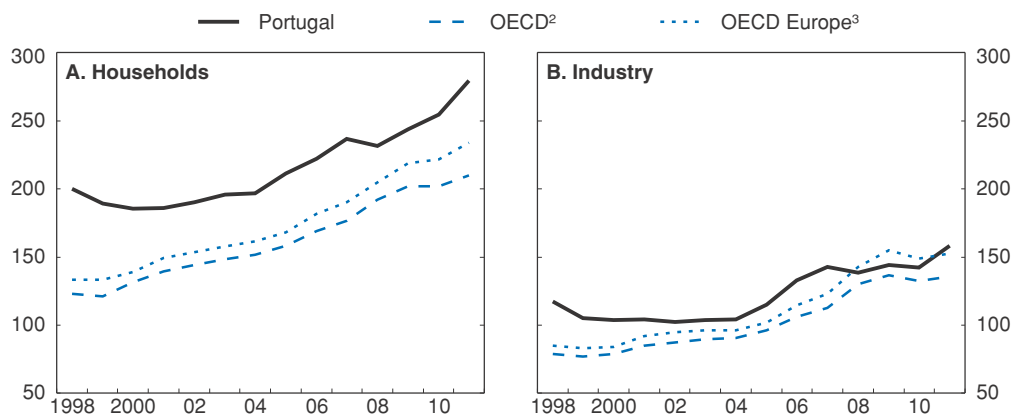 Portugal OECD² OECD Europe³
300 A. Households B. Industry 300
250 250
200 200
150 150
100 100
50 50
1998 2000 02 04 06 08 10 1998 2000 02 04 06 08 10